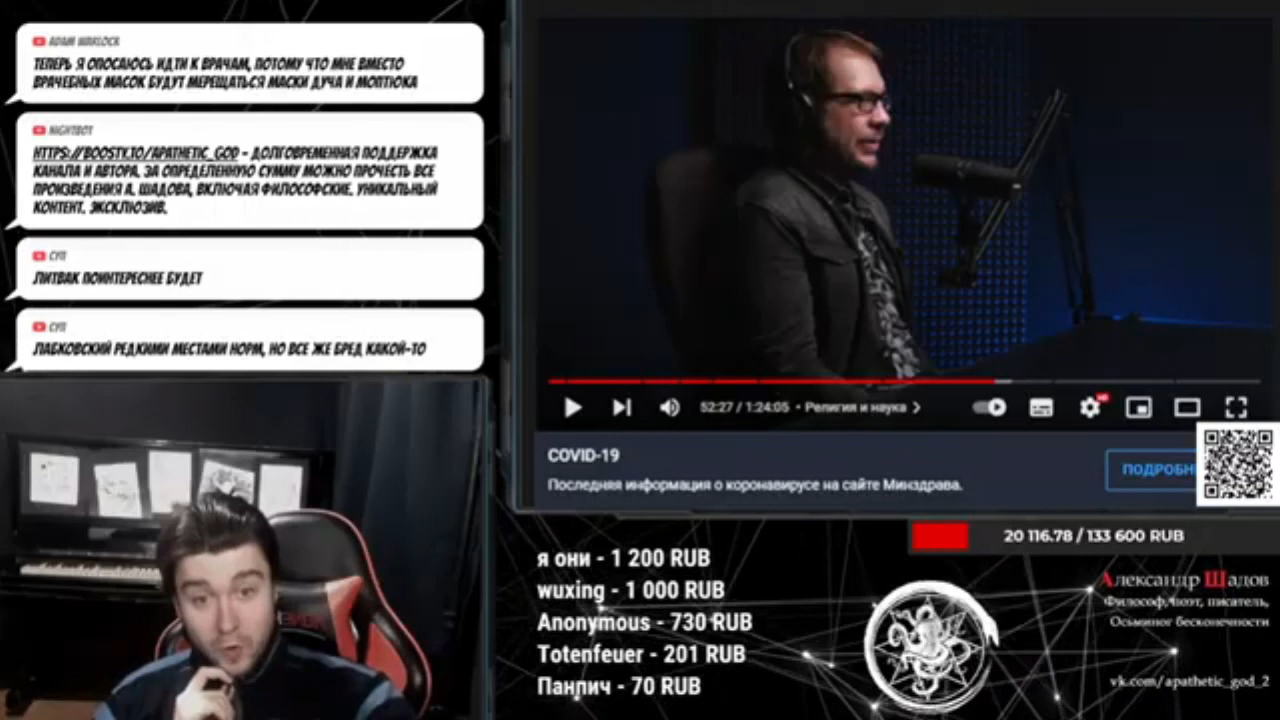 ADAM WARLOCK
ТЕПЕРЬ Я ОПОСАЮСЬ ИДТИ К ВРАЧАМ, ПОТОМУ ЧТО МНЕ ВМЕСТО
ВРАЧЕБНЫХ МАСОК БУДУТ МЕРЕЩАТЬСЯ МАСКИ ДУЧА И МОПТЮКА
NIGHTBOT
HTTPS://BOOSTY.TO/APATHETIC_GOD - ДОЛГОВРЕМЕННАЯ ПОДДЕРЖКА
КАНАЛА И АВТОРА. ЗА ОПРЕДЕЛЕННУЮ СУММУ МОЖНО ПРОЧЕСТЬ ВСЕ
ПРОИЗВЕДЕНИЯ А. ШАДОВА, ВКЛЮЧАЯ ФИЛОСОФСКИЕ. УНИКАЛЬНЫЙ
КОНТЕНТ. ЭКСКЛЮЗИВ.
СУП
ЛИТВАК ПОИНТЕРЕСНЕЕ БУДЕТ
СУП
ЛАБКОВСКИЙ РЕДКИМИ МЕСТАМИ НОРМ, НО ВСЕ ЖЕ БРЕД КАКОЙ-ТО
52:27 / 1:24:05 • Религия и наука
COVID-19
Последняя информация о коронавирусе на сайте Минздрава.
ПОДРОБН
20 116.78 / 133 600 RUB
я они - 1 200 RUB
wuxing - 1 000 RUB
Anonymous - 730 RUB
Totenfeuer - 201 RUB
Панпич - 70 RUB
Александр Шадов
Философ, поэт, писатель,
Осьминог бесконечности
vk.com/apathetic_god_2